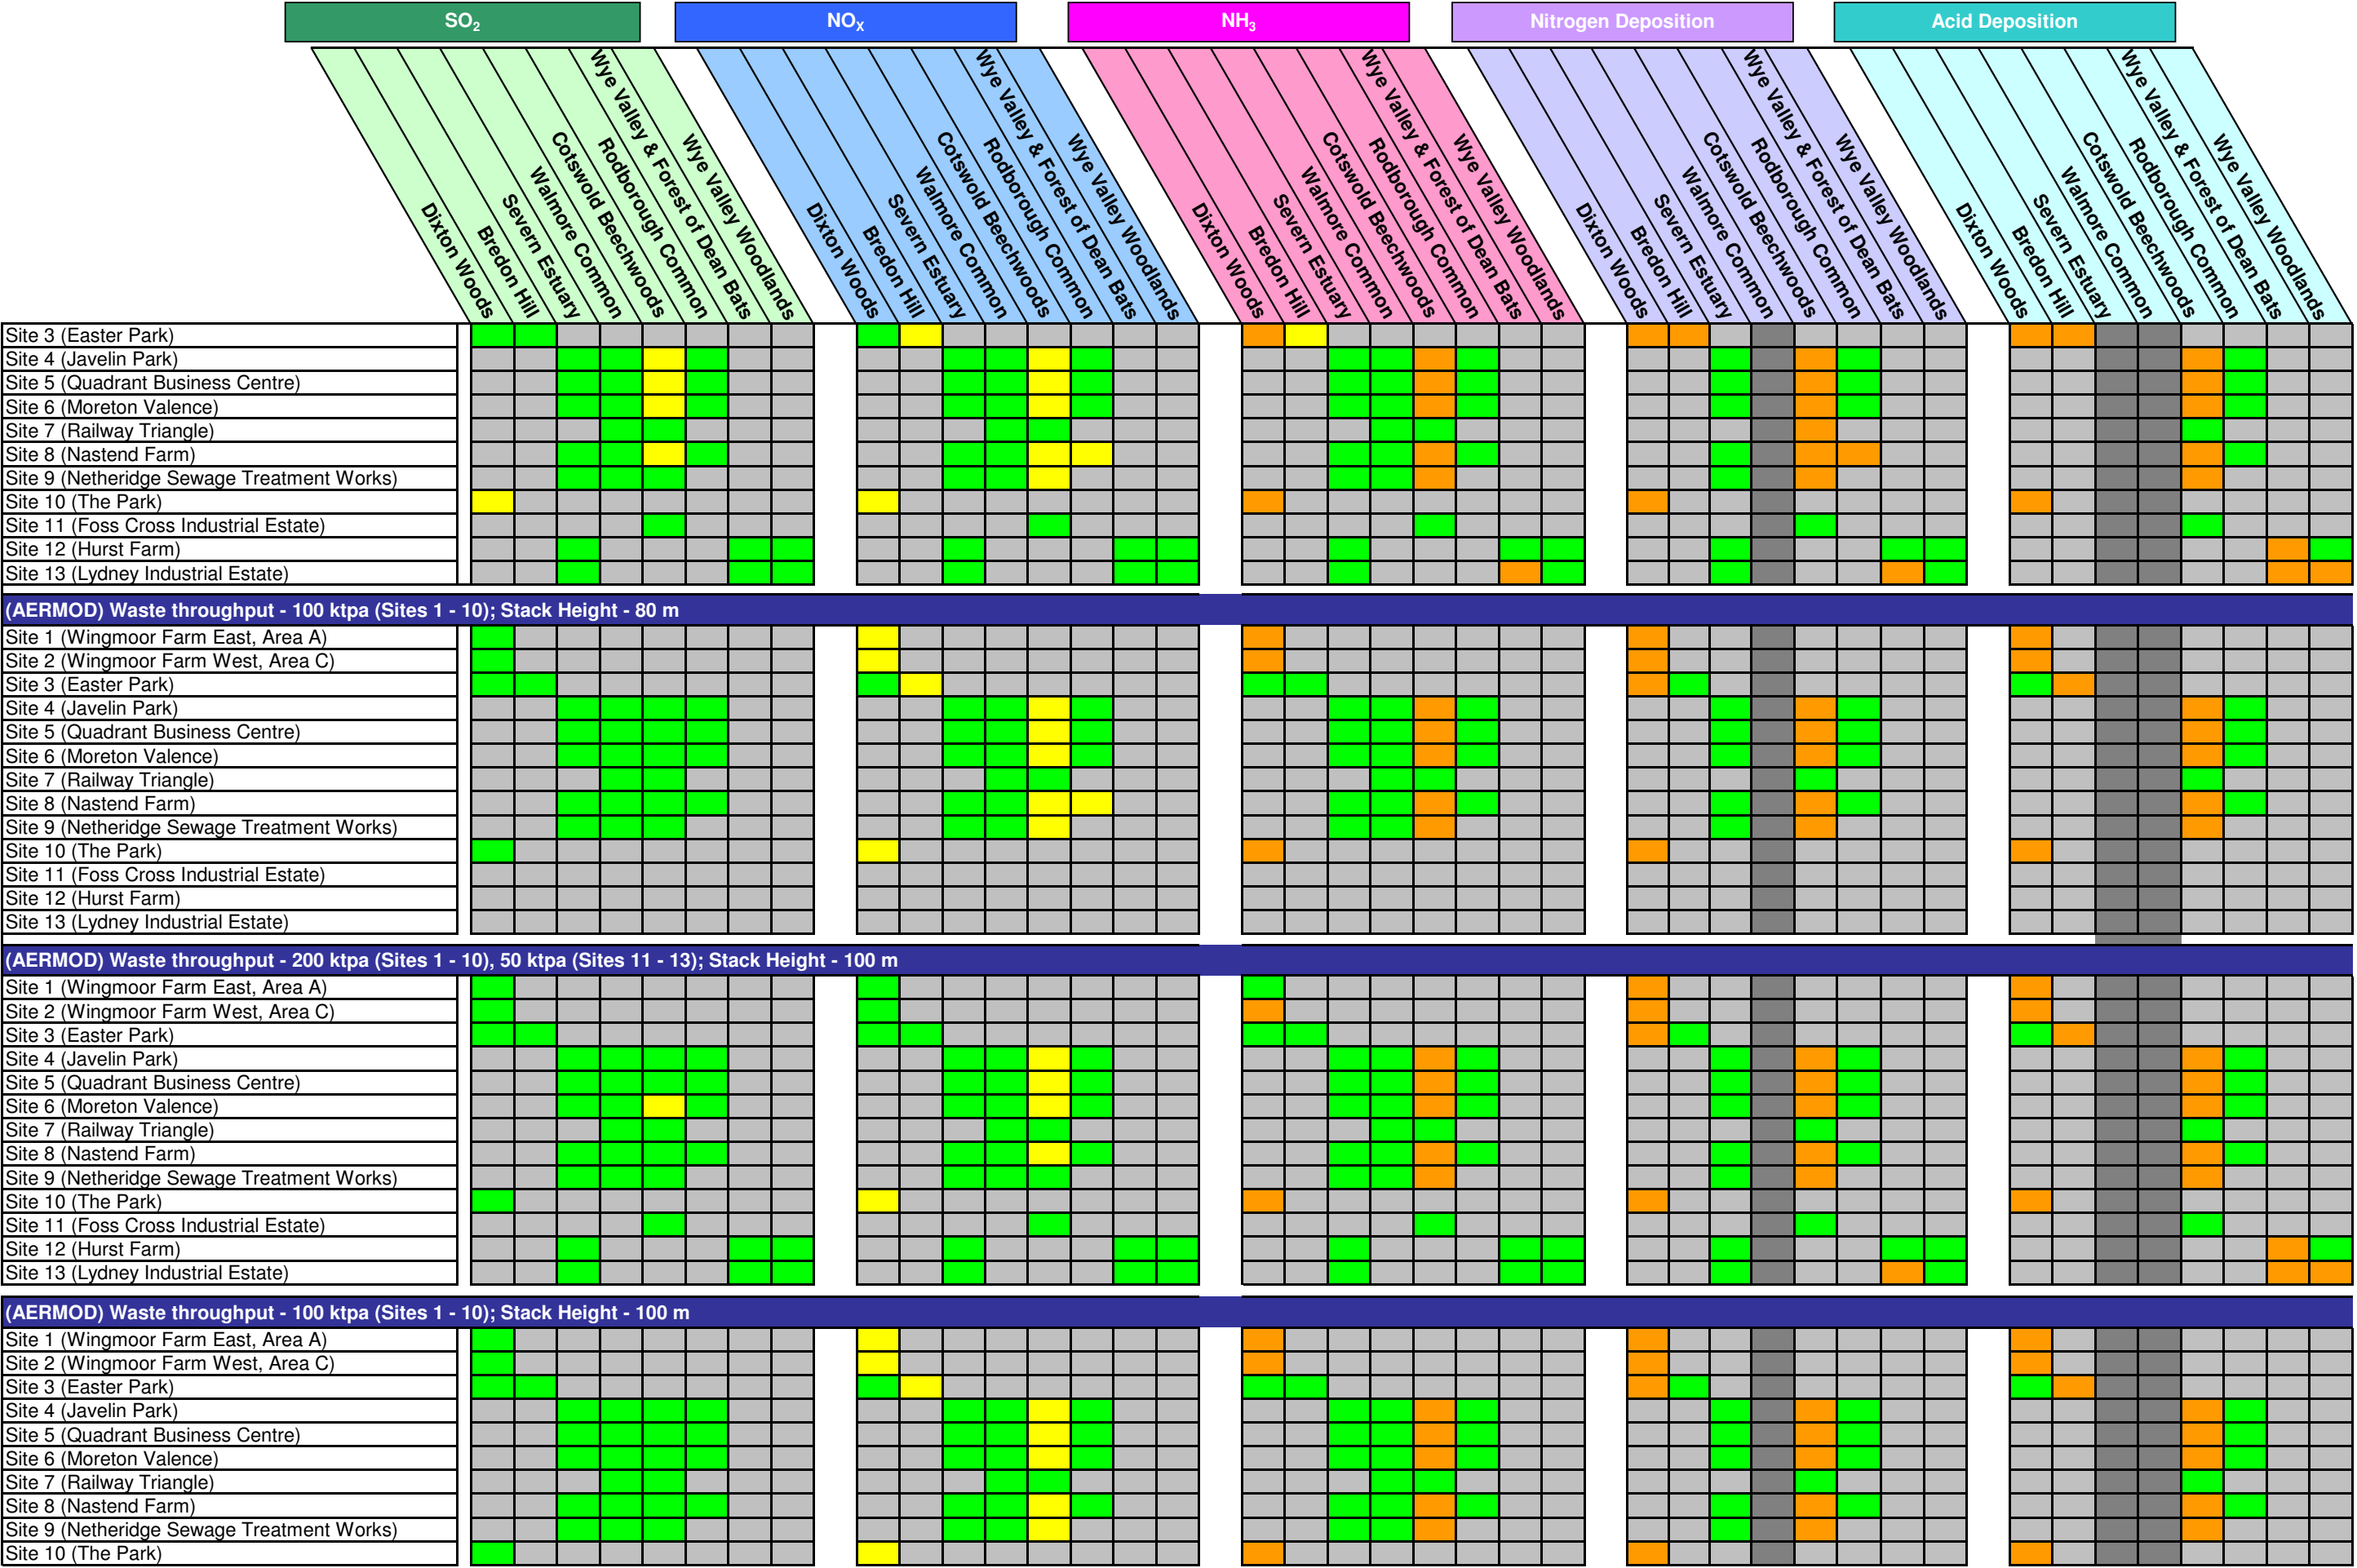 SO2
NOX
NH3
Nitrogen Deposition
Acid Deposition
Dixton Woods
Bredon Hill
Severn Estuary
Walmore Common
Cotswold Beechwoods
Rodborough Common
Wye Valley & Forest of Dean Bats
Wye Valley Woodlands
Dixton Woods
Bredon Hill
Severn Estuary
Walmore Common
Cotswold Beechwoods
Rodborough Common
Wye Valley & Forest of Dean Bats
Wye Valley Woodlands
Dixton Woods
Bredon Hill
Severn Estuary
Walmore Common
Cotswold Beechwoods
Rodborough Common
Wye Valley & Forest of Dean Bats
Wye Valley Woodlands
Dixton Woods
Bredon Hill
Severn Estuary
Walmore Common
Cotswold Beechwoods
Rodborough Common
Wye Valley & Forest of Dean Bats
Wye Valley Woodlands
Dixton Woods
Bredon Hill
Severn Estuary
Walmore Common
Cotswold Beechwoods
Rodborough Common
Wye Valley & Forest of Dean Bats
Wye Valley Woodlands
Site 3 (Easter Park)
Site 4 (Javelin Park)
Site 5 (Quadrant Business Centre)
Site 6 (Moreton Valence)
Site 7 (Railway Triangle)
Site 8 (Nastend Farm)
Site 9 (Netheridge Sewage Treatment Works)
Site 10 (The Park)
Site 11 (Foss Cross Industrial Estate)
Site 12 (Hurst Farm)
Site 13 (Lydney Industrial Estate)
(AERMOD) Waste throughput - 100 ktpa (Sites 1 - 10); Stack Height - 80 m
Site 1 (Wingmoor Farm East, Area A)
Site 2 (Wingmoor Farm West, Area C)
Site 3 (Easter Park)
Site 4 (Javelin Park)
Site 5 (Quadrant Business Centre)
Site 6 (Moreton Valence)
Site 7 (Railway Triangle)
Site 8 (Nastend Farm)
Site 9 (Netheridge Sewage Treatment Works)
Site 10 (The Park)
Site 11 (Foss Cross Industrial Estate)
Site 12 (Hurst Farm)
Site 13 (Lydney Industrial Estate)
(AERMOD) Waste throughput - 200 ktpa (Sites 1 - 10), 50 ktpa (Sites 11 - 13); Stack Height - 100 m
Site 1 (Wingmoor Farm East, Area A)
Site 2 (Wingmoor Farm West, Area C)
Site 3 (Easter Park)
Site 4 (Javelin Park)
Site 5 (Quadrant Business Centre)
Site 6 (Moreton Valence)
Site 7 (Railway Triangle)
Site 8 (Nastend Farm)
Site 9 (Netheridge Sewage Treatment Works)
Site 10 (The Park)
Site 11 (Foss Cross Industrial Estate)
Site 12 (Hurst Farm)
Site 13 (Lydney Industrial Estate)
(AERMOD) Waste throughput - 100 ktpa (Sites 1 - 10); Stack Height - 100 m
Site 1 (Wingmoor Farm East, Area A)
Site 2 (Wingmoor Farm West, Area C)
Site 3 (Easter Park)
Site 4 (Javelin Park)
Site 5 (Quadrant Business Centre)
Site 6 (Moreton Valence)
Site 7 (Railway Triangle)
Site 8 (Nastend Farm)
Site 9 (Netheridge Sewage Treatment Works)
Site 10 (The Park)